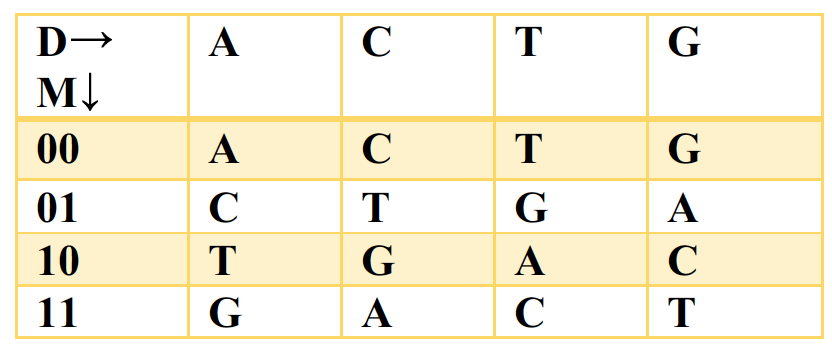 D→ A C T G
M↓
00 A C T G
01 C T G A
10 T G A C
11 G A C T